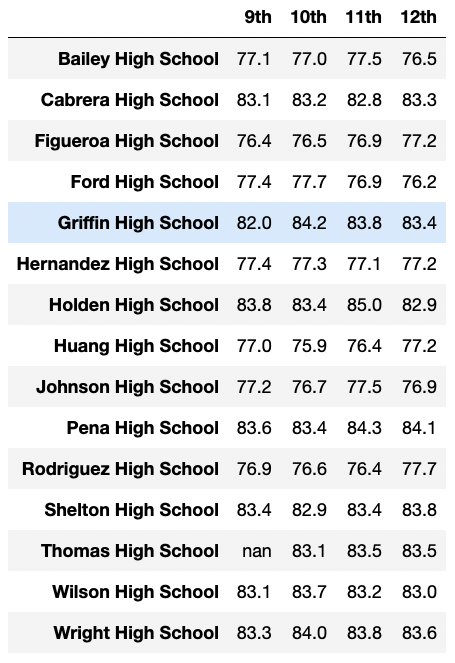 9th 10th 11th 12th
Bailey High School 77.1 77.0 77.5 76.5
Cabrera High School 83.1 83.2 82.8 83.3
Figueroa High School 76.4 76.5 76.9 77.2
Ford High School 77.4 77.7 76.9 76.2
Griffin High School 82.0 84.2 83.8 83.4
Hernandez High School 77.4 77.3 77.1 77.2
Holden High School 83.8 83.4 85.0 82.9
Huang High School 77.0 75.9 76.4 77.2
Johnson High School 77.2 76.7 77.5 76.9
Pena High School 83.6 83.4 84.3 84.1
Rodriguez High School 76.9 76.6 76.4 77.7
Shelton High School 83.4 82.9 83.4 83.8
Thomas High School nan 83.1 83.5 83.5
Wilson High School 83.1 83.7 83.2 83.0
Wright High School 83.3 84.0 83.8 83.6